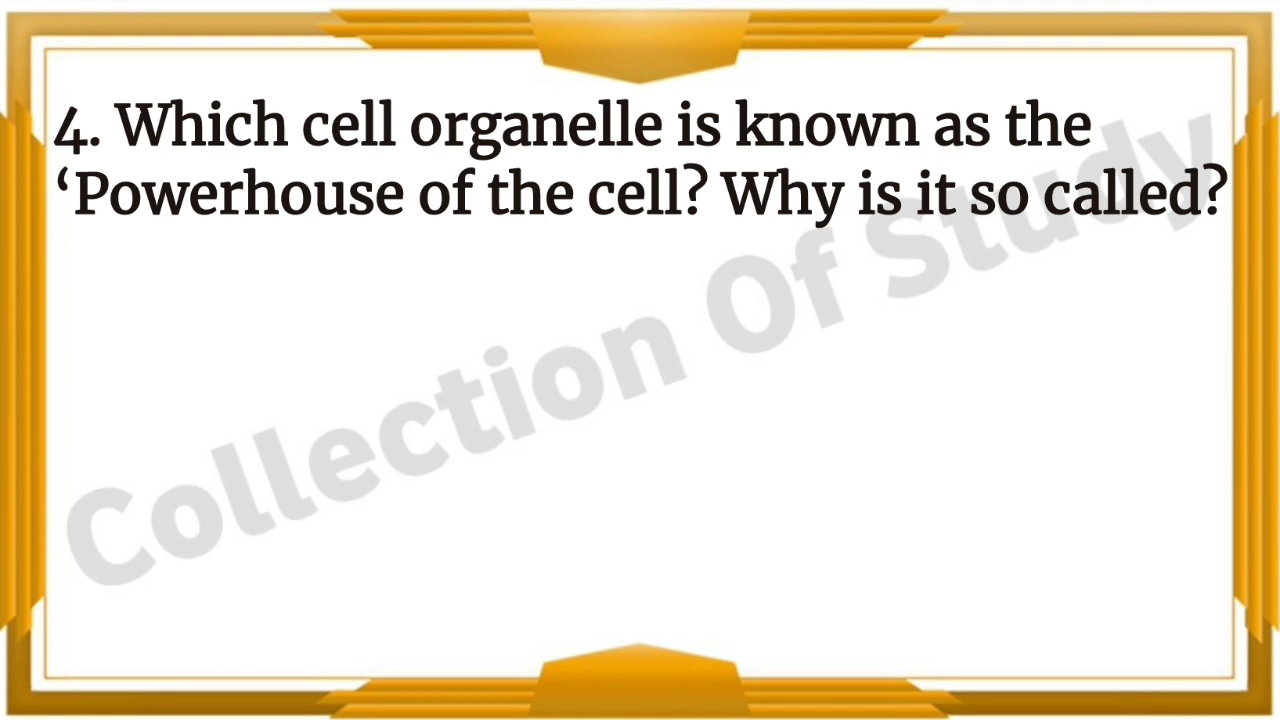 4. Which cell organelle is known as the
‘Powerhouse of the cell? Why is it so called?
Collection Of Study